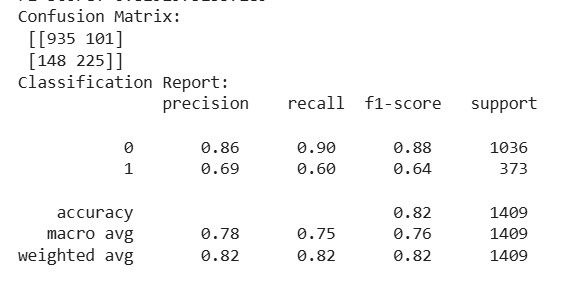 Confusion Matrix:
[[935 101]
[148 225]]
Classification Report:
precision recall f1-score support
0 0.86 0.90 0.88 1036
1 0.69 0.60 0.64 373
accuracy 0.82 1409
macro avg 0.78 0.75 0.76 1409
weighted avg 0.82 0.82 0.82 1409